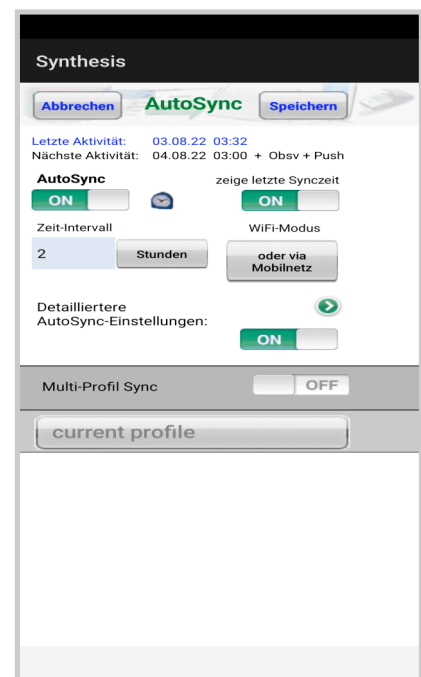 Synthesis
Abbrechen AutoSync Speichern
Letzte Aktivität: 03.08.22 03:32
Nächste Aktivität: 04.08.22 03:00 + Obsv + Push
AutoSync zeige letzte Synczeit
ON ON
Zeit-Intervall WiFi-Modus
2 Stunden oder via
Mobilnetz
Detailliertere
AutoSync-Einstellungen:
ON
Multi-Profil Sync OFF
current profile